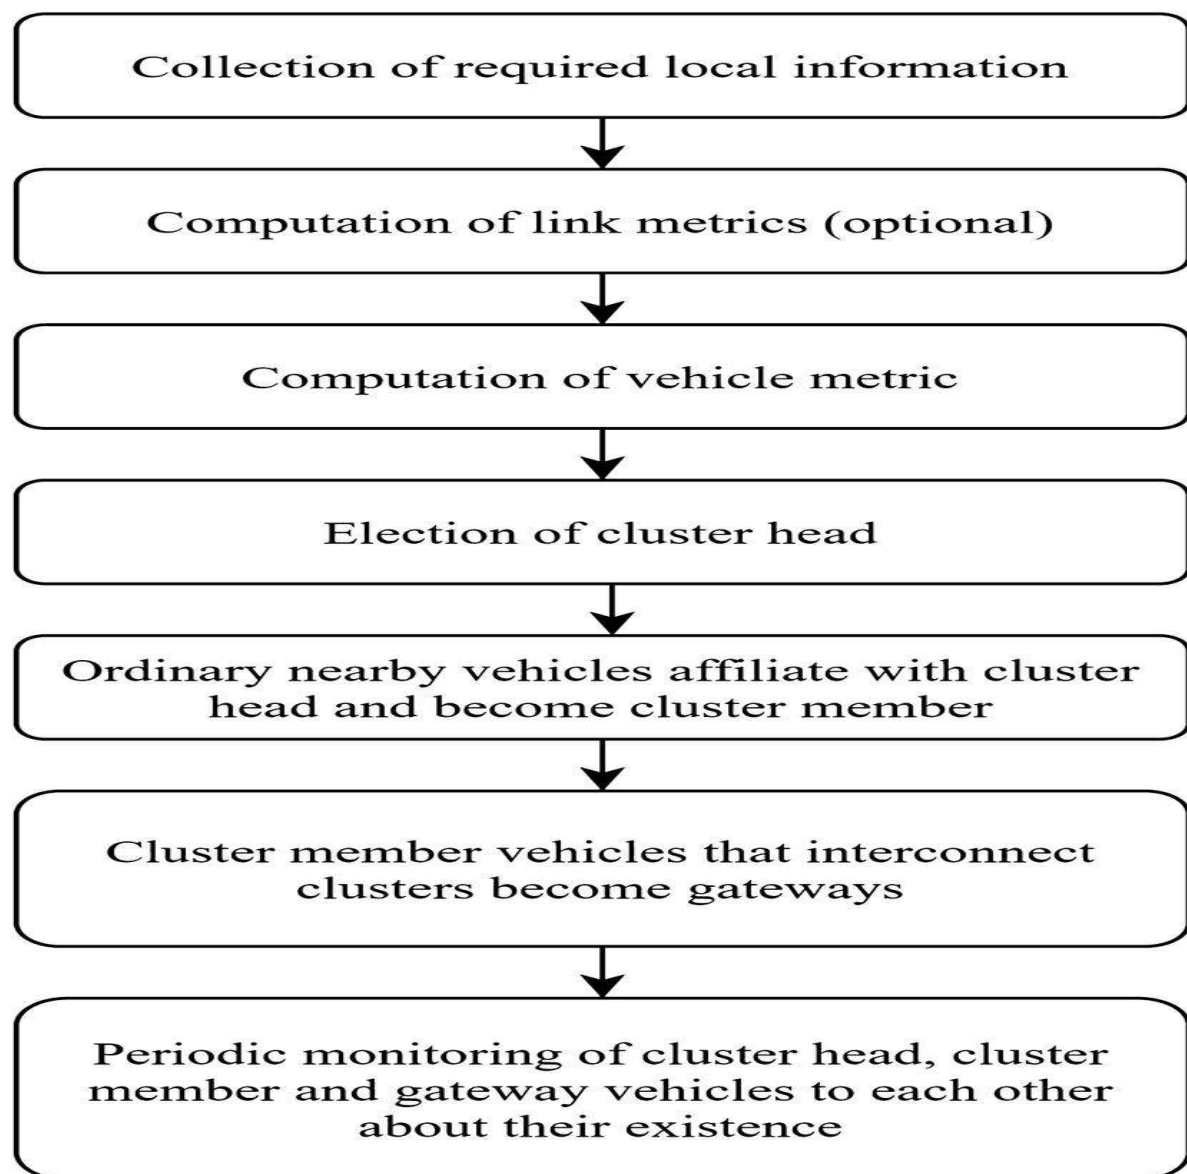 Collection of required local information
Computation of link metrics (optional)
Computation of vehicle metric
Election of cluster head
Ordinary nearby vehicles affiliate with cluster
head and become cluster member
Cluster member vehicles that interconnect
clusters become gateways
Periodic monitoring of cluster head, cluster
member and gateway vehicles to each other
about their existence